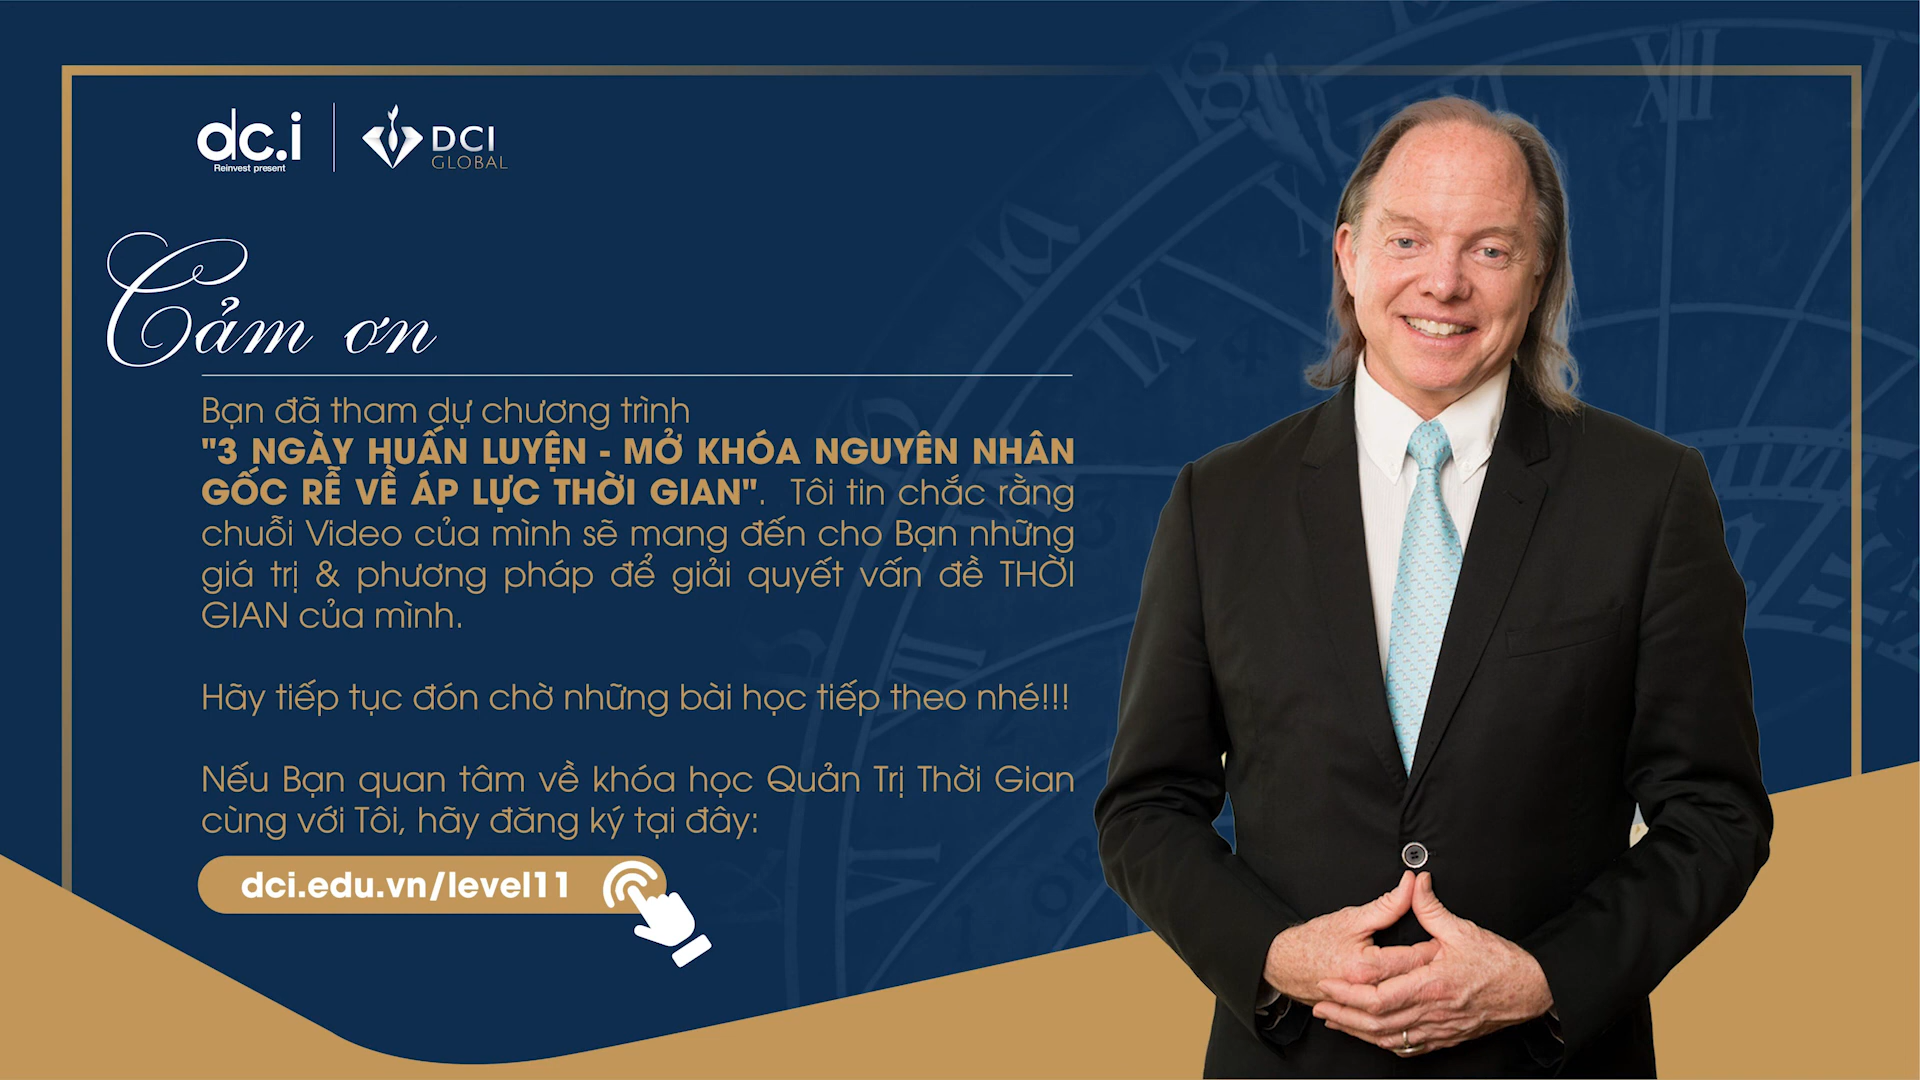 dc.i
Reinvest present
DCI
GLOBAL
Cảm ơn
Bạn đã tham dự chương trình
"3 NGÀY HUẤN LUYỆN - MỞ KHÓA NGUYÊN NHÂN
GỐC RỄ VỀ ÁP LỰC THỜI GIAN". Tôi tin chắc rằng
chuỗi Video của mình sẽ mang đến cho Bạn những
giá trị & phương pháp để giải quyết vấn đề THỜI
GIAN của mình.
Hãy tiếp tục đón chờ những bài học tiếp theo nhé!!!
Nếu Bạn quan tâm về khóa học Quản Trị Thời Gian
cùng với Tôi, hãy đăng ký tại đây:
dci.edu.vn/level11